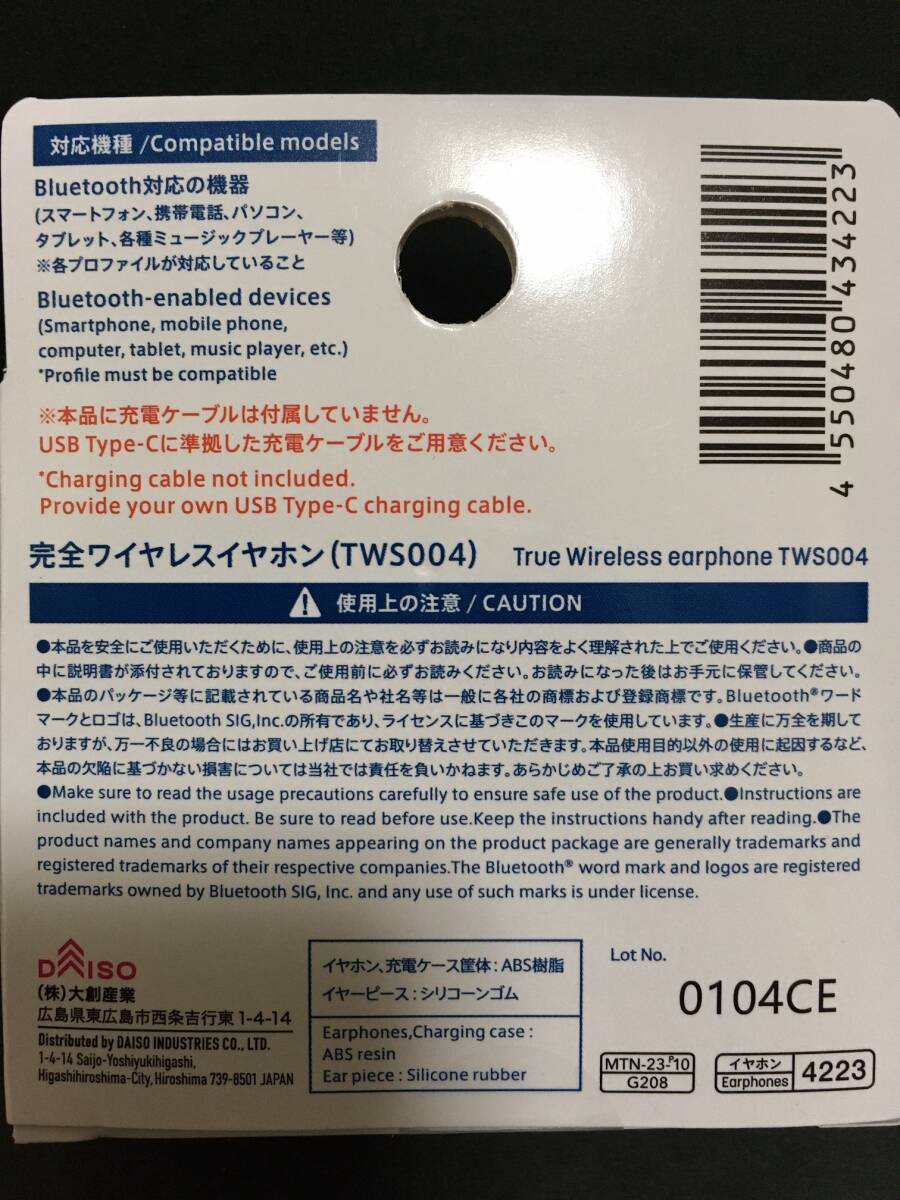 対応機種 /Compatible models
Bluetooth対応の機器
(スマートフォン、携帯電話、パソコン、
タブレット、各種ミュージックプレーヤー等)
※各プロファイルが対応していること
Bluetooth-enabled devices
(Smartphone, mobile phone,
computer, tablet, music player, etc.)
*Profile must be compatible
※本品に充電ケーブルは付属していません。
USB Type-Cに準拠した充電ケーブルをご用意ください。
*Charging cable not included.
Provide your own USB Type-C charging cable.
4 550480 434223
完全ワイヤレスイヤホン(TWS004) True Wireless earphone TWS004
使用上の注意 / CAUTION
●本品を安全にご使用いただくために、使用上の注意を必ずお読みになり内容をよく理解された上でご使用ください。●商品の
中に説明書が添付されておりますので、ご使用前に必ずお読みください。お読みになった後はお手元に保管してください。
●本品のパッケージ等に記載されている商品名や社名等は一般に各社の商標および登録商標です。Bluetooth®ワード
マークとロゴは、Bluetooth SIG,Inc.の所有であり、ライセンスに基づきこのマークを使用しています。●生産に万全を期して
おりますが、万一不良の場合にはお買い上げ店にてお取り替えさせていただきます。本品使用目的以外の使用に起因するなど、
本品の欠陥に基づかない損害については当社では責任を負いかねます。あらかじめご了承の上お買い求めください。
●Make sure to read the usage precautions carefully to ensure safe use of the product.●Instructions are
included with the product. Be sure to read before use.Keep the instructions handy after reading.●The
product names and company names appearing on the product package are generally trademarks and
registered trademarks of their respective companies.The Bluetooth® word mark and logos are registered
trademarks owned by Bluetooth SIG, Inc. and any use of such marks is under license.
DAISO
(株)大創産業
広島県東広島市西条吉行東1-4-14
Distributed by DAISO INDUSTRIES CO., LTD.
1-4-14 Saijo-Yoshiyukihigashi,
Higashihiroshima-City, Hiroshima 739-8501 JAPAN
イヤホン、充電ケース筐体:ABS樹脂
イヤーピース:シリコーンゴム
Earphones,Charging case :
ABS resin
Ear piece : Silicone rubber
Lot No.
0104CE
MTN-23-P-10
G208
イヤホン
Earphones
4223